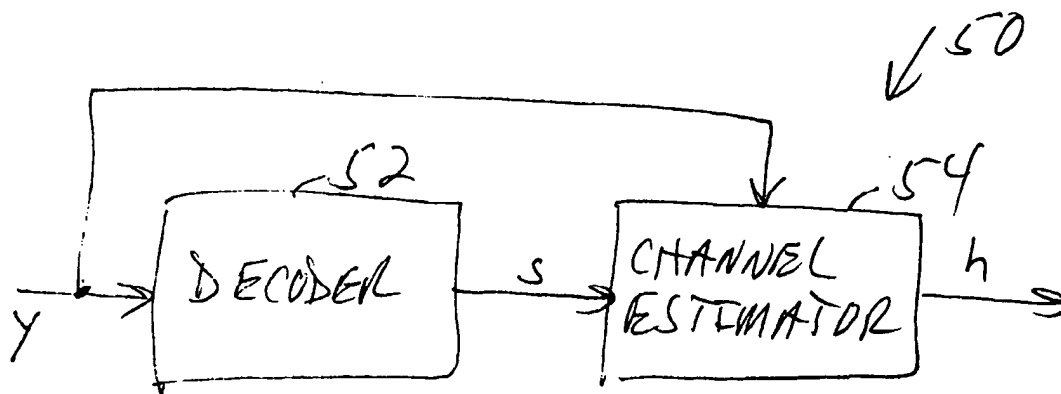 50
52
54
DECODER
s
CHANNEL
ESTIMATOR
h
y